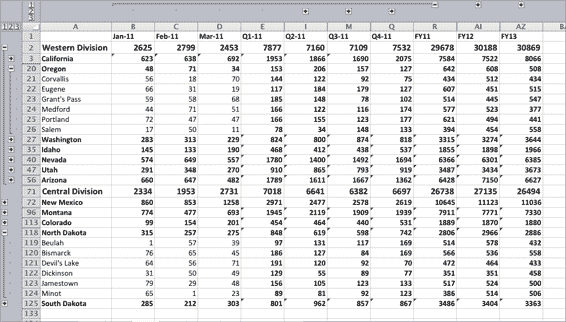 1 2 3
A B C D E I M Q R AI AZ
1 Jan-11 Feb-11 Mar-11 Q1-11 Q2-11 Q3-11 Q4-11 FY11 FY12 FY13
2 Western Division 2625 2799 2453 7877 7160 7109 7532 29678 30188 30869
3 California 623 638 692 1953 1866 1690 2075 7584 7522 8066
20 Oregon 48 71 34 153 206 157 127 642 608 508
21 Corvallis 56 18 70 144 122 92 75 434 512 434
22 Eugene 66 31 19 117 184 179 127 607 451 515
23 Grant's Pass 59 58 68 185 148 78 102 514 445 547
24 Medford 44 71 51 166 122 116 174 577 523 377
25 Portland 72 47 47 166 155 123 177 621 494 441
26 Salem 17 50 11 78 34 148 133 394 454 558
27 Washington 283 313 229 824 800 874 818 3315 3274 3644
35 Idaho 145 133 190 468 412 438 537 1855 1898 1966
40 Nevada 574 649 557 1780 1400 1492 1694 6366 6301 6385
47 Utah 291 348 270 910 865 793 919 3487 3434 3673
56 Arizona 660 647 482 1789 1611 1667 1362 6428 7150 6627
71 Central Division 2334 1953 2731 7018 6641 6382 6697 26738 27135 26494
72 New Mexico 860 853 1258 2971 2477 2578 2619 10645 11123 11036
96 Montana 774 477 693 1945 2119 1909 1939 7911 7771 7330
113 Colorado 99 154 201 454 464 440 531 1889 1870 1880
118 North Dakota 315 257 275 848 619 598 742 2806 2966 2886
119 Beulah 1 57 39 97 131 117 169 514 578 432
120 Bismarck 76 65 45 186 127 84 169 566 536 558
121 Devil's Lake 64 56 71 191 120 92 70 472 464 433
122 Dickinson 31 50 49 129 55 89 77 351 351 458
123 Jamestown 79 29 48 156 105 123 133 517 524 500
124 Minot 65 1 23 89 81 92 123 386 514 506
125 South Dakota 285 212 303 801 962 857 867 3486 3404 3363
133